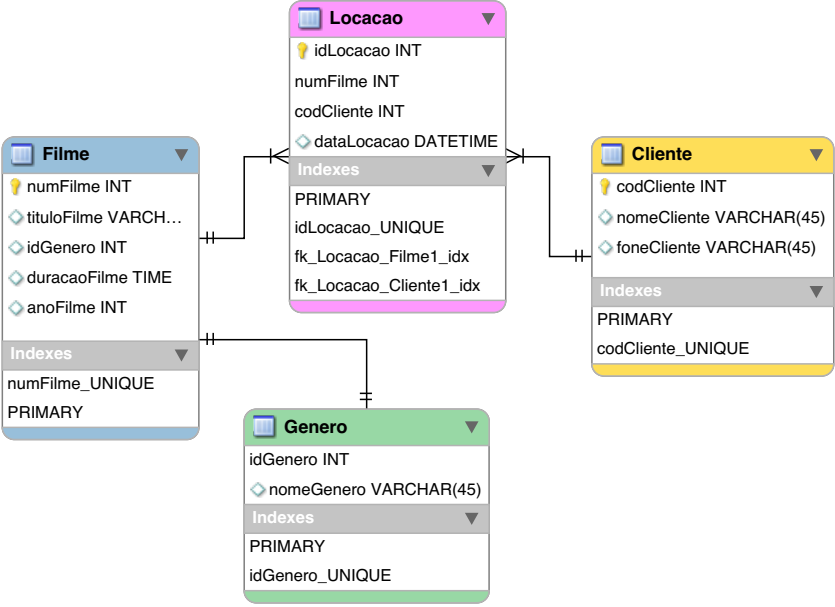 Locacao
idLocacao INT
numFilme INT
codCliente INT
dataLocacao DATETIME
Indexes
PRIMARY
idLocacao_UNIQUE
fk_Locacao_Filme1_idx
fk_Locacao_Cliente1_idx
Filme
numFilme INT
tituloFilme VARCH...
idGenero INT
duracaoFilme TIME
anoFilme INT
Indexes
numFilme_UNIQUE
PRIMARY
Cliente
codCliente INT
nomeCliente VARCHAR(45)
foneCliente VARCHAR(45)
Indexes
PRIMARY
codCliente_UNIQUE
Genero
idGenero INT
nomeGenero VARCHAR(45)
Indexes
PRIMARY
idGenero_UNIQUE